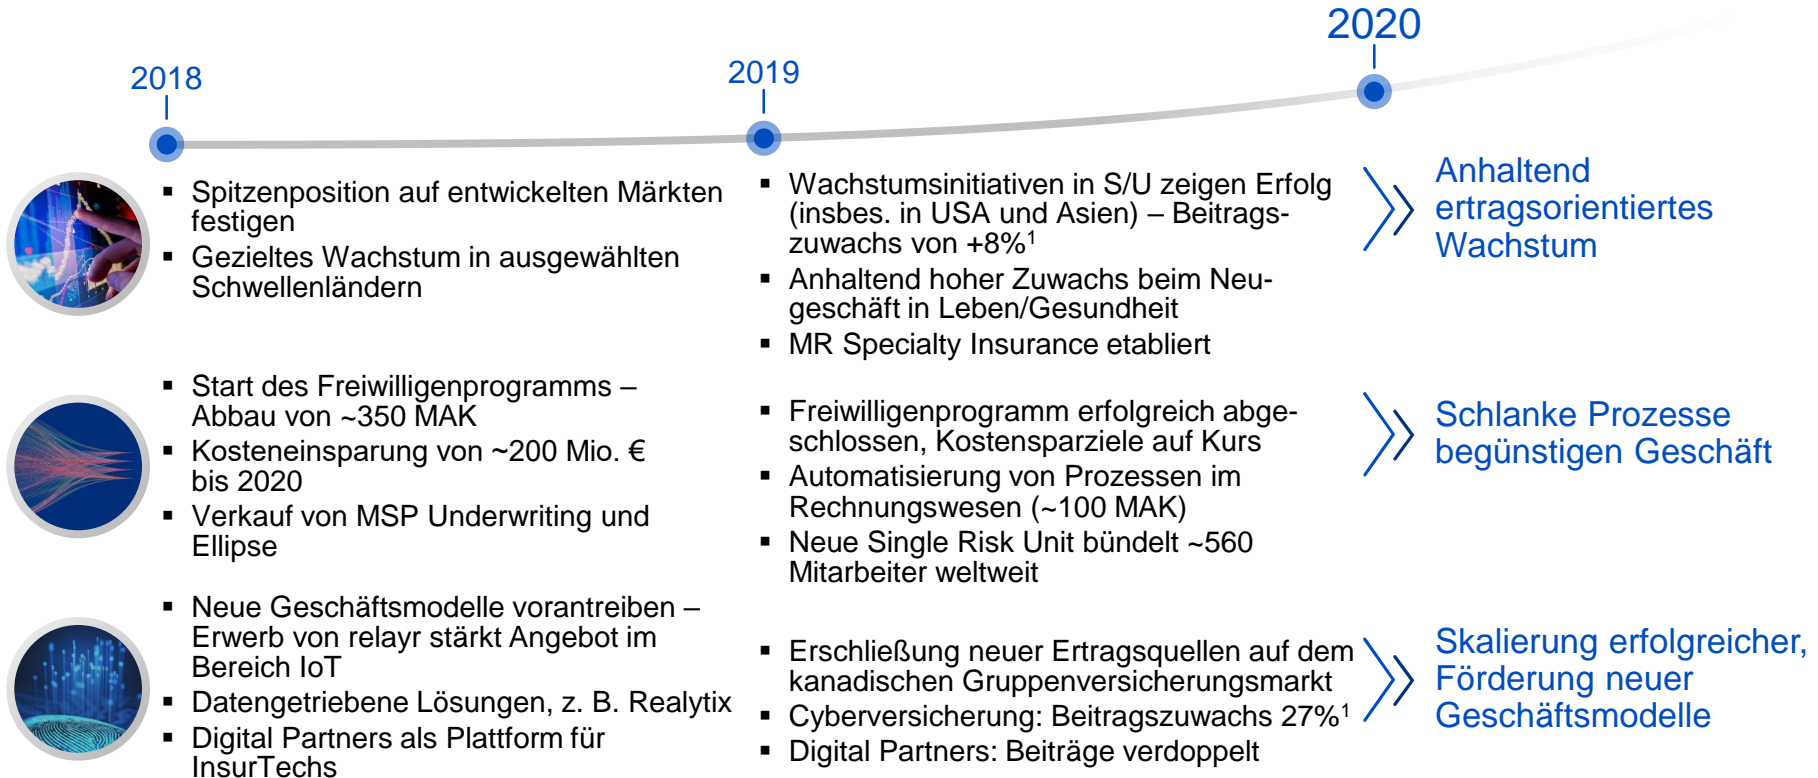 2018
2019
2020
▪ Spitzenposition auf entwickelten Märkten
festigen
▪ Gezieltes Wachstum in ausgewählten
Schwellenländern
▪ Wachstumsinitiativen in S/U zeigen Erfolg
(insbes. in USA und Asien) – Beitrags-
zuwachs von +8%¹
▪ Anhaltend hoher Zuwachs beim Neu-
geschäft in Leben/Gesundheit
▪ MR Specialty Insurance etabliert
Anhaltend
ertragsorientiertes
Wachstum
▪ Start des Freiwilligenprogramms –
Abbau von ~350 MAK
▪ Kosteneinsparung von ~200 Mio. €
bis 2020
▪ Verkauf von MSP Underwriting und
Ellipse
▪ Freiwilligenprogramm erfolgreich abge-
schlossen, Kostensparziele auf Kurs
▪ Automatisierung von Prozessen im
Rechnungswesen (~100 MAK)
▪ Neue Single Risk Unit bündelt ~560
Mitarbeiter weltweit
Schlanke Prozesse
begünstigen Geschäft
▪ Neue Geschäftsmodelle vorantreiben –
Erwerb von relayr stärkt Angebot im
Bereich IoT
▪ Datengetriebene Lösungen, z. B. Realytix
▪ Digital Partners als Plattform für
InsurTechs
▪ Erschließung neuer Ertragsquellen auf dem
kanadischen Gruppenversicherungsmarkt
▪ Cyberversicherung: Beitragszuwachs 27%¹
▪ Digital Partners: Beiträge verdoppelt
Skalierung erfolgreicher,
Förderung neuer
Geschäftsmodelle